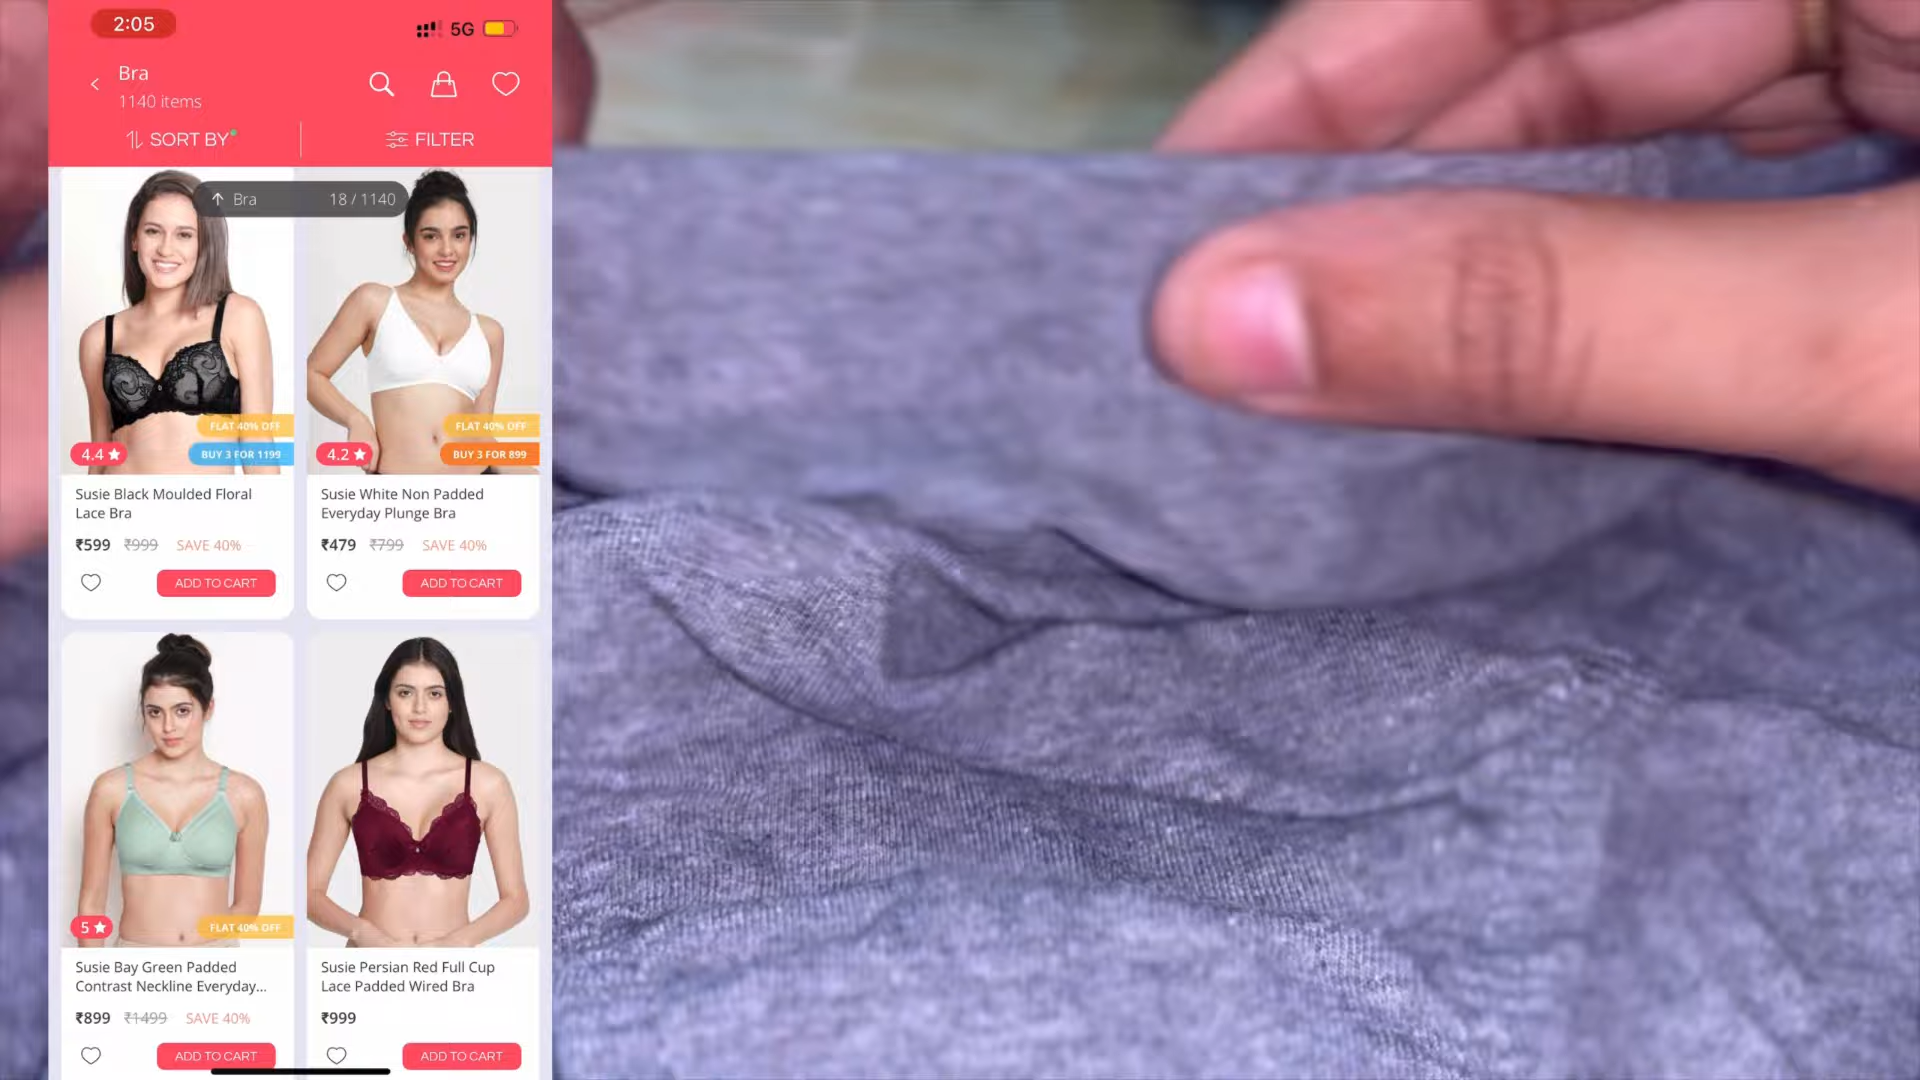 2:05
5G
Bra
1140 items
SORT BY
FILTER
Bra 18 / 1140
FLAT 40% OFF
4.4
BUY 3 FOR 1199
Susie Black Moulded Floral
Lace Bra
₹599 ₹999 SAVE 40%
ADD TO CART
FLAT 40% OFF
4.2
BUY 3 FOR 899
Susie White Non Padded
Everyday Plunge Bra
₹479 ₹799 SAVE 40%
ADD TO CART
5
FLAT 40% OFF
Susie Bay Green Padded
Contrast Neckline Everyday...
₹899 ₹1499 SAVE 40%
ADD TO CART
Susie Persian Red Full Cup
Lace Padded Wired Bra
₹999
ADD TO CART